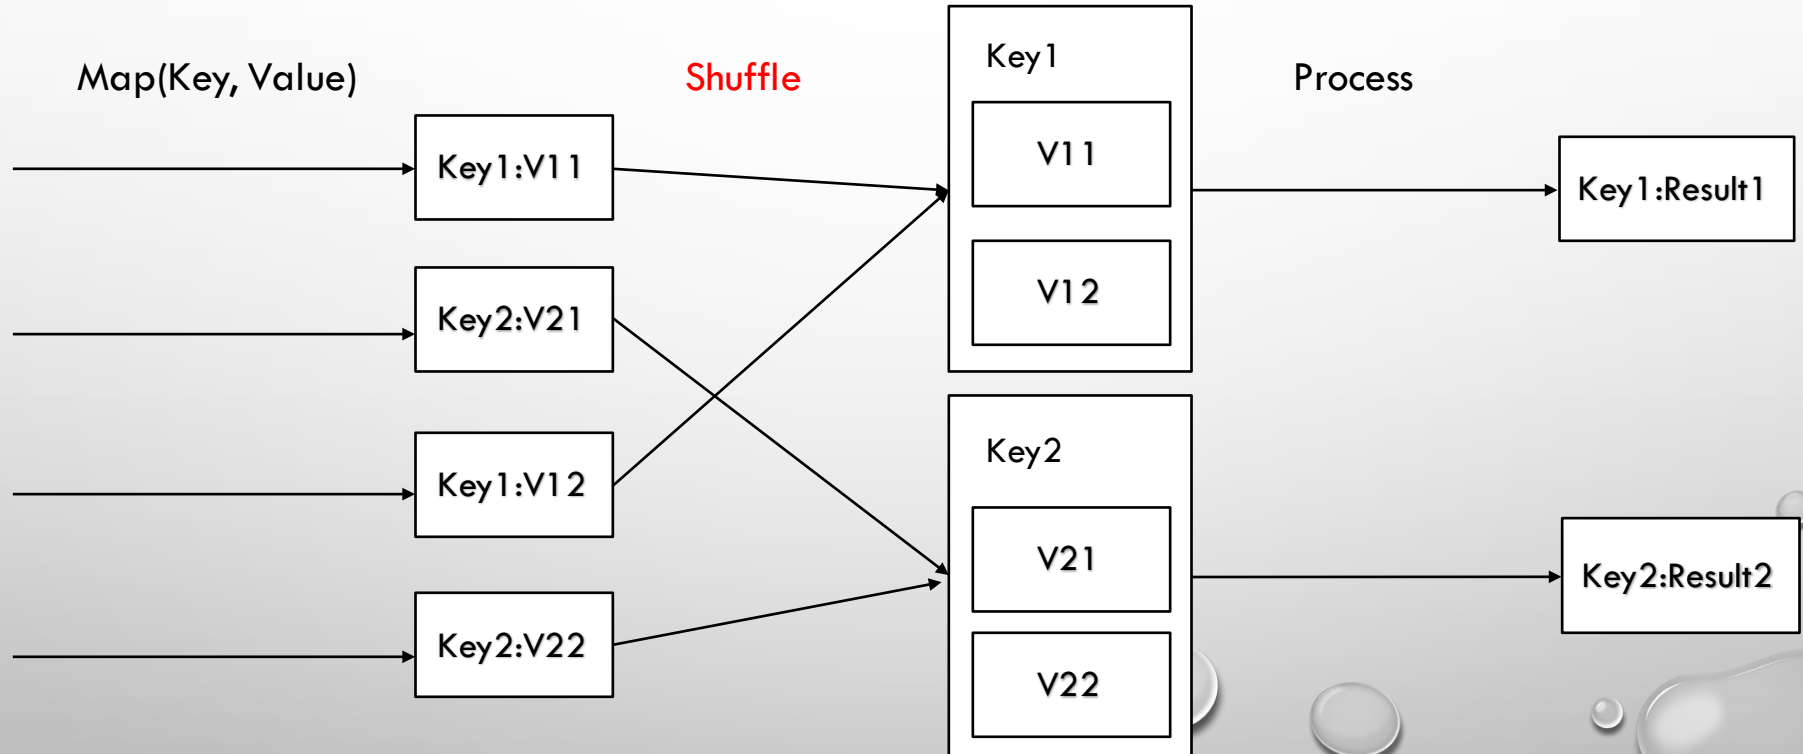 Map(Key, Value)
Shuffle
Process
Key1:V11
Key2:V21
Key1:V12
Key2:V22
Key1
V11
V12
Key2
V21
V22
Key1:Result1
Key2:Result2